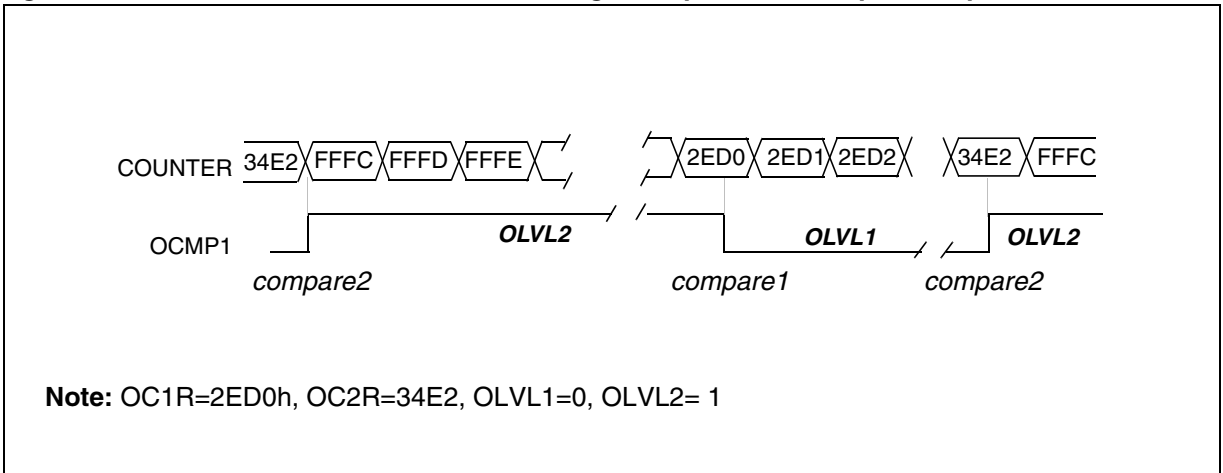 COUNTER 34E2 FFFC FFFD FFFE 2ED0 2ED1 2ED2 34E2 FFFC
OCMP1 OLVL2 OLVL1 OLVL2
compare2 compare1 compare2
Note: OC1R=2ED0h, OC2R=34E2, OLVL1=0, OLVL2= 1